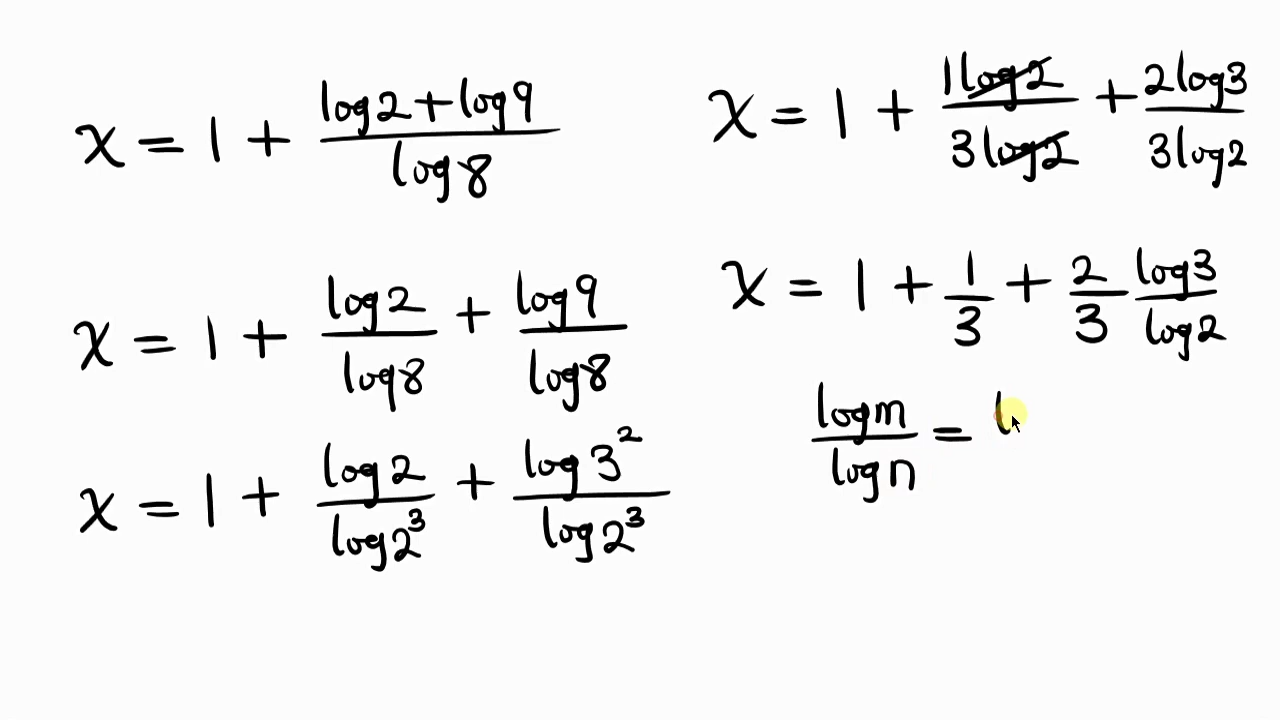 x = 1 + (log2 + log9)/(log8)
x = 1 + (log2)/(log8) + (log9)/(log8)
x = 1 + (log2)/(log2³) + (log3²)/(log2³)
x = 1 + (1log2)/(3log2) + (2log3)/(3log2)
x = 1 + 1/3 + 2/3 (log3)/(log2)
(logm)/(logn) = l